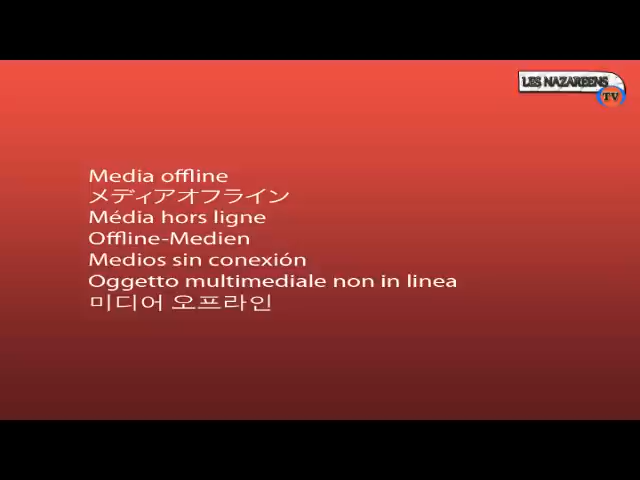 LES NAZAREENS
TV
Media offline
メディアオフライン
Média hors ligne
Offline-Medien
Medios sin conexión
Oggetto multimediale non in linea
미디어 오프라인